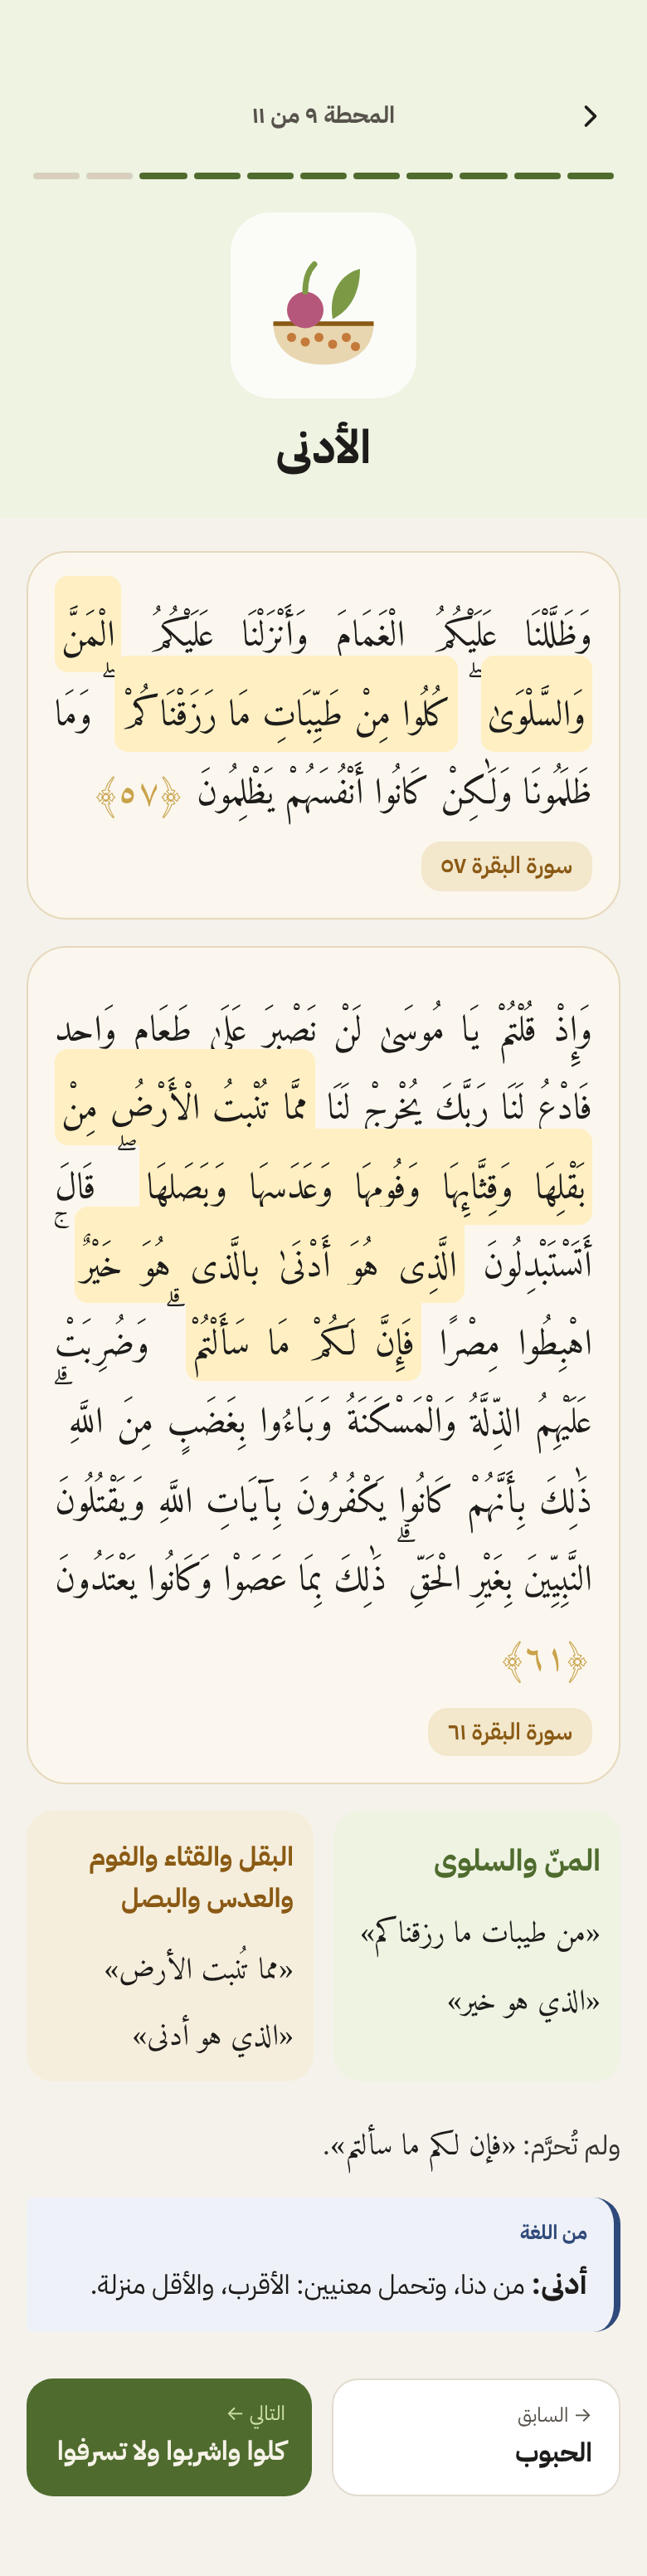 المحطة ٩ من ١١
الأدنى
وَظَلَّلْنَا عَلَيْكُمُ الْغَمَامَ وَأَنْزَلْنَا عَلَيْكُمُ الْمَنَّ
وَالسَّلْوَىٰ ۖ كُلُوا مِنْ طَيِّبَاتِ مَا رَزَقْنَاكُمْ ۖ وَمَا
ظَلَمُونَا وَلَٰكِنْ كَانُوا أَنْفُسَهُمْ يَظْلِمُونَ ﴿٥٧﴾
سورة البقرة ٥٧
وَإِذْ قُلْتُمْ يَا مُوسَىٰ لَنْ نَصْبِرَ عَلَىٰ طَعَامٍ وَاحِدٍ
فَادْعُ لَنَا رَبَّكَ يُخْرِجْ لَنَا مِمَّا تُنْبِتُ الْأَرْضُ مِنْ
بَقْلِهَا وَقِثَّائِهَا وَفُومِهَا وَعَدَسِهَا وَبَصَلِهَا ۖ قَالَ
أَتَسْتَبْدِلُونَ الَّذِي هُوَ أَدْنَىٰ بِالَّذِي هُوَ خَيْرٌ ۚ
اهْبِطُوا مِصْرًا فَإِنَّ لَكُمْ مَا سَأَلْتُمْ ۗ وَضُرِبَتْ
عَلَيْهِمُ الذِّلَّةُ وَالْمَسْكَنَةُ وَبَاءُوا بِغَضَبٍ مِنَ اللَّهِ ۗ
ذَٰلِكَ بِأَنَّهُمْ كَانُوا يَكْفُرُونَ بِآيَاتِ اللَّهِ وَيَقْتُلُونَ
النَّبِيِّينَ بِغَيْرِ الْحَقِّ ۗ ذَٰلِكَ بِمَا عَصَوْا وَكَانُوا يَعْتَدُونَ
﴿٦١﴾
سورة البقرة ٦١
المنّ والسلوى
«من طيبات ما رزقناكم»
«الذي هو خير»
البقل والقثاء والفوم
والعدس والبصل
«مما تُنبت الأرض»
«الذي هو أدنى»
ولم تُحرَّم: «فإن لكم ما سألتم».
من اللغة
أدنى: من دنا، وتحمل معنيين: الأقرب، والأقل منزلة.
→ السابق
الحبوب
التالي ←
كلوا واشربوا ولا تسرفوا